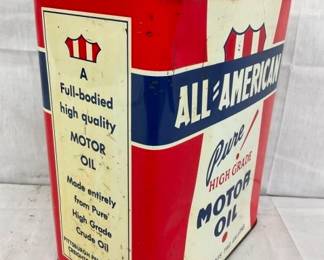 A
Full-bodied
high quality
MOTOR
OIL
Made entirely
from Pure
High Grade
Crude Oil
ALL-AMERICAN
Pure
HIGH GRADE
MOTOR
OIL